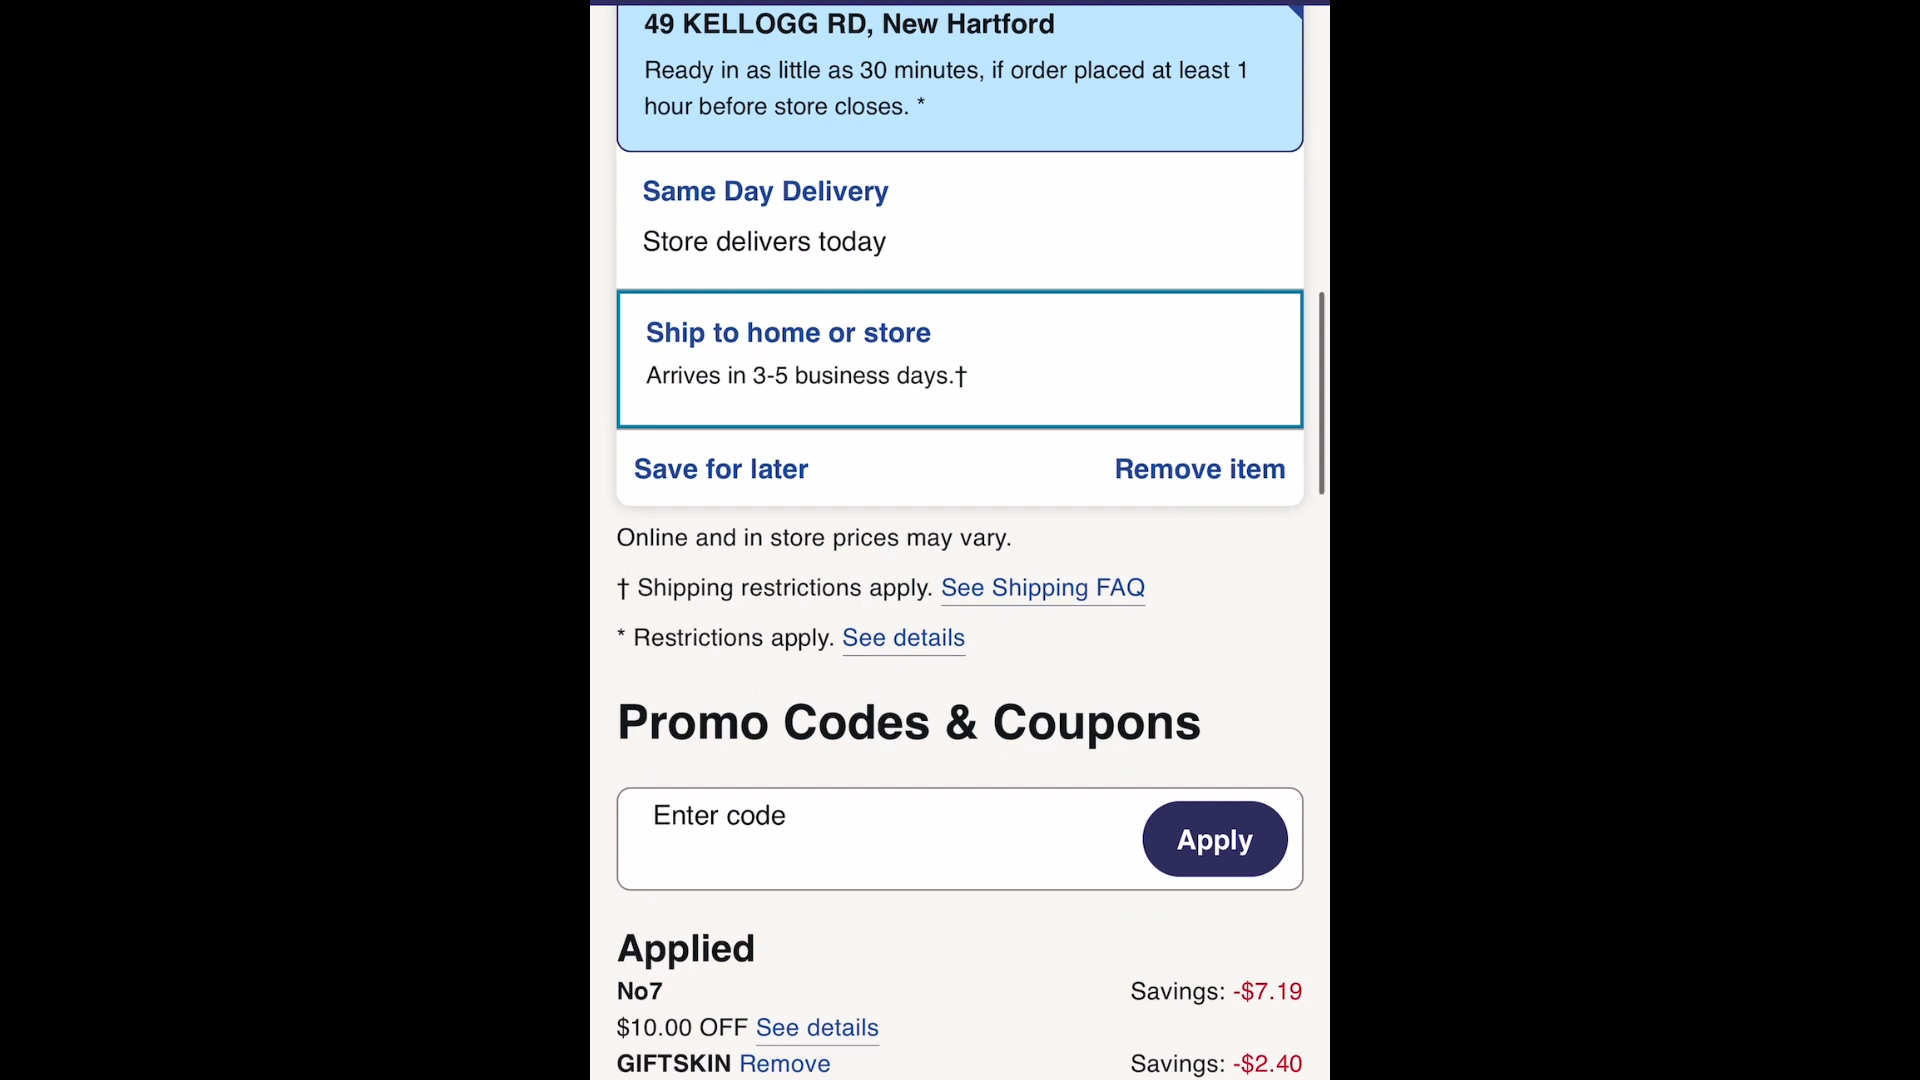 49 KELLOGG RD, New Hartford
Ready in as little as 30 minutes, if order placed at least 1
hour before store closes. *
Same Day Delivery
Store delivers today
Ship to home or store
Arrives in 3-5 business days.†
Save for later
Remove item
Online and in store prices may vary.
† Shipping restrictions apply. See Shipping FAQ
* Restrictions apply. See details
Promo Codes & Coupons
Enter code
Apply
Applied
No7 Savings: -$7.19
$10.00 OFF See details
GIFTSKIN Remove Savings: -$2.40